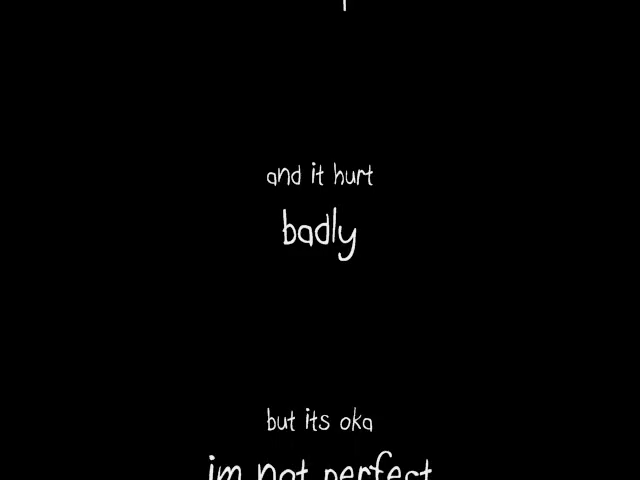 and it hurt
badly
but its oka
im not perfect